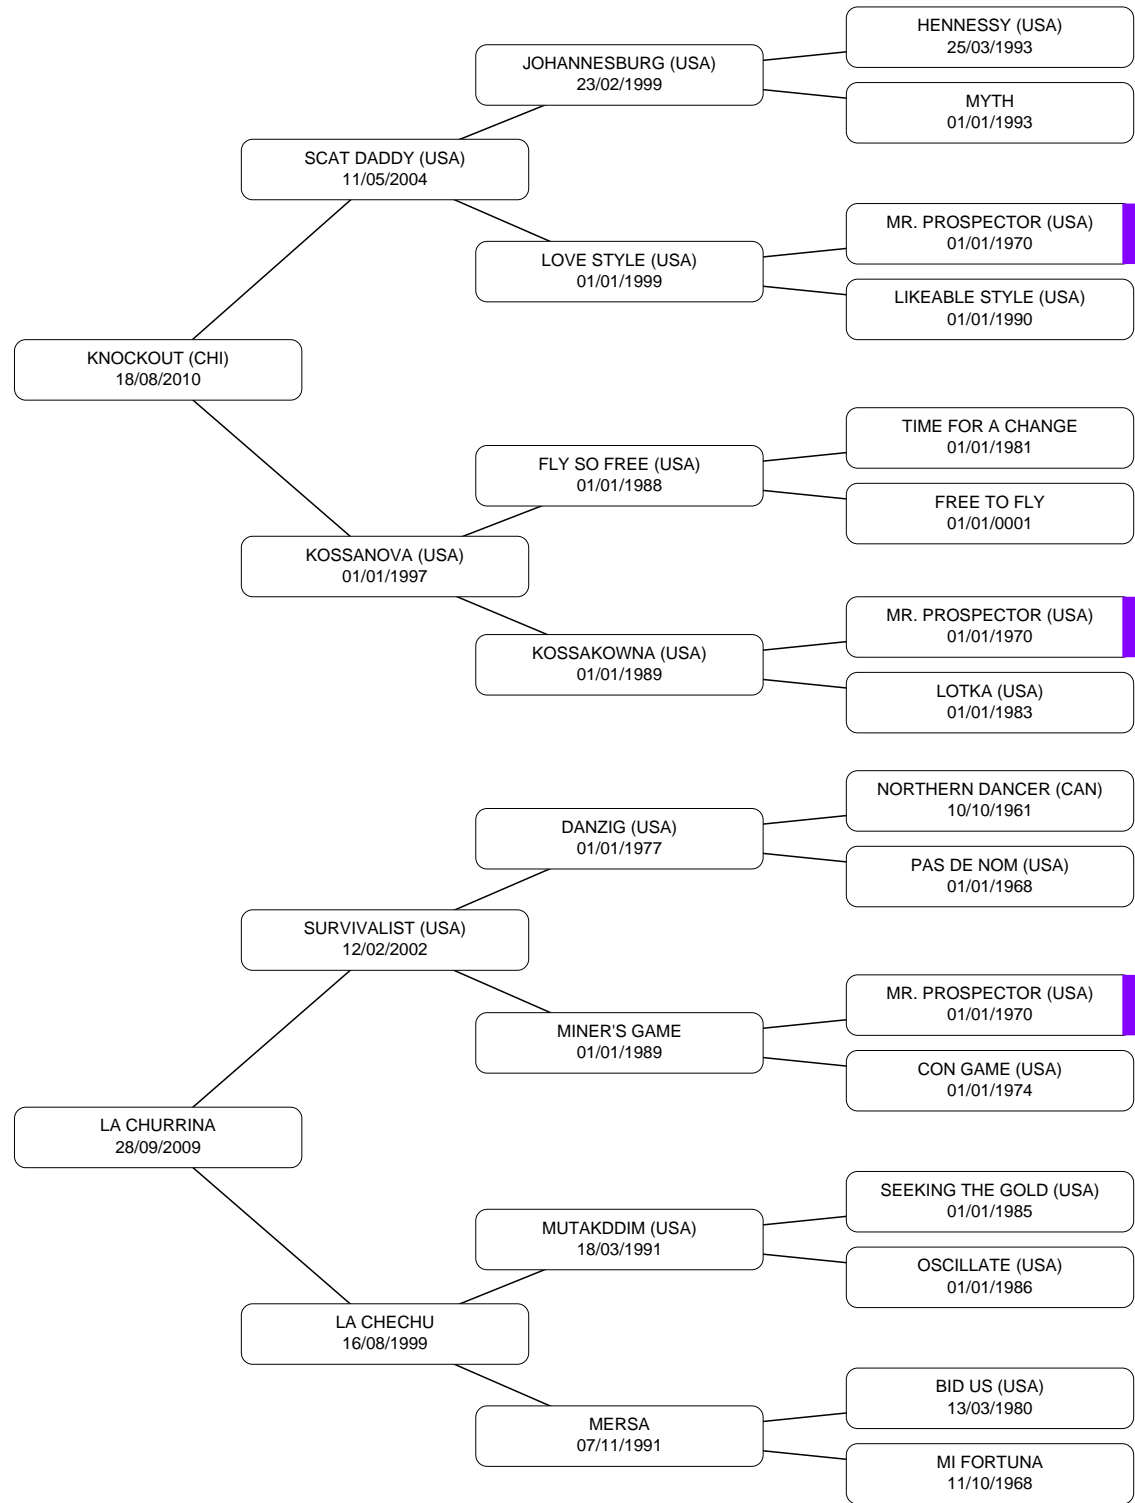 HENNESSY (USA)
25/03/1993
JOHANNESBURG (USA)
23/02/1999
MYTH
01/01/1993
SCAT DADDY (USA)
11/05/2004
MR. PROSPECTOR (USA)
01/01/1970
LOVE STYLE (USA)
01/01/1999
LIKEABLE STYLE (USA)
01/01/1990
KNOCKOUT (CHI)
18/08/2010
TIME FOR A CHANGE
01/01/1981
FLY SO FREE (USA)
01/01/1988
FREE TO FLY
01/01/0001
KOSSANOVA (USA)
01/01/1997
MR. PROSPECTOR (USA)
01/01/1970
KOSSAKOWNA (USA)
01/01/1989
LOTKA (USA)
01/01/1983
NORTHERN DANCER (CAN)
10/10/1961
DANZIG (USA)
01/01/1977
PAS DE NOM (USA)
01/01/1968
SURVIVALIST (USA)
12/02/2002
MR. PROSPECTOR (USA)
01/01/1970
MINER'S GAME
01/01/1989
CON GAME (USA)
01/01/1974
LA CHURRINA
28/09/2009
SEEKING THE GOLD (USA)
01/01/1985
MUTAKDDIM (USA)
18/03/1991
OSCILLATE (USA)
01/01/1986
LA CHECHU
16/08/1999
BID US (USA)
13/03/1980
MERSA
07/11/1991
MI FORTUNA
11/10/1968